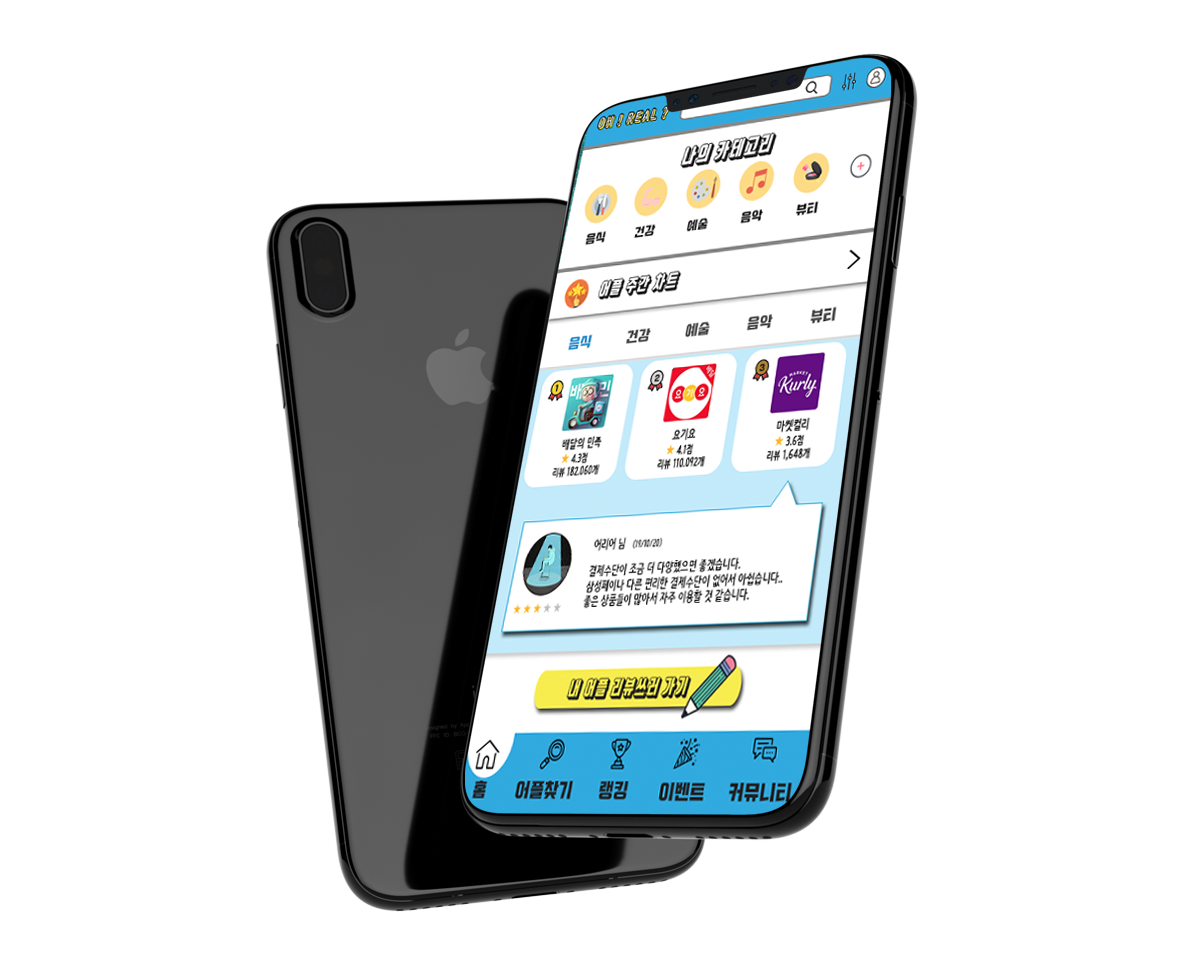 OH ! REAL ?
나의 카테고리
음식
건강
예술
음악
뷰티
어플 주간 차트
음식
건강
예술
음악
뷰티
1
배달의 민족
4.3점
리뷰 182.060개
2
요기요
요기요
4.1점
리뷰 110.092개
3
MARKET
Kurly
마켓컬리
3.6점
리뷰 1,648개
어리어 님 (19/10/20)
결제수단이 조금 더 다양했으면 좋겠습니다.
삼성페이나 다른 편리한 결제수단이 없어서 아쉽습니다..
좋은 상품들이 많아서 자주 이용할 것 같습니다.
내 어플 리뷰쓰러 가기
홈
어플찾기
랭킹
이벤트
커뮤니티